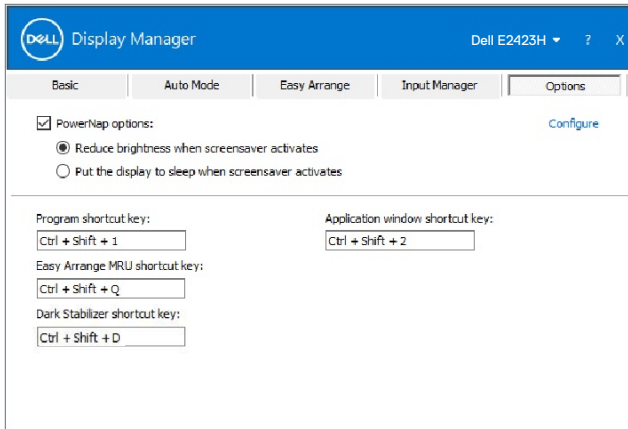 DELL Display Manager Dell E2423H ? X
Basic Auto Mode Easy Arrange Input Manager Options
PowerNap options: Configure
Reduce brightness when screensaver activates
Put the display to sleep when screensaver activates
Program shortcut key: Application window shortcut key:
Ctrl + Shift + 1 Ctrl + Shift + 2
Easy Arrange MRU shortcut key:
Ctrl + Shift + Q
Dark Stabilizer shortcut key:
Ctrl + Shift + D